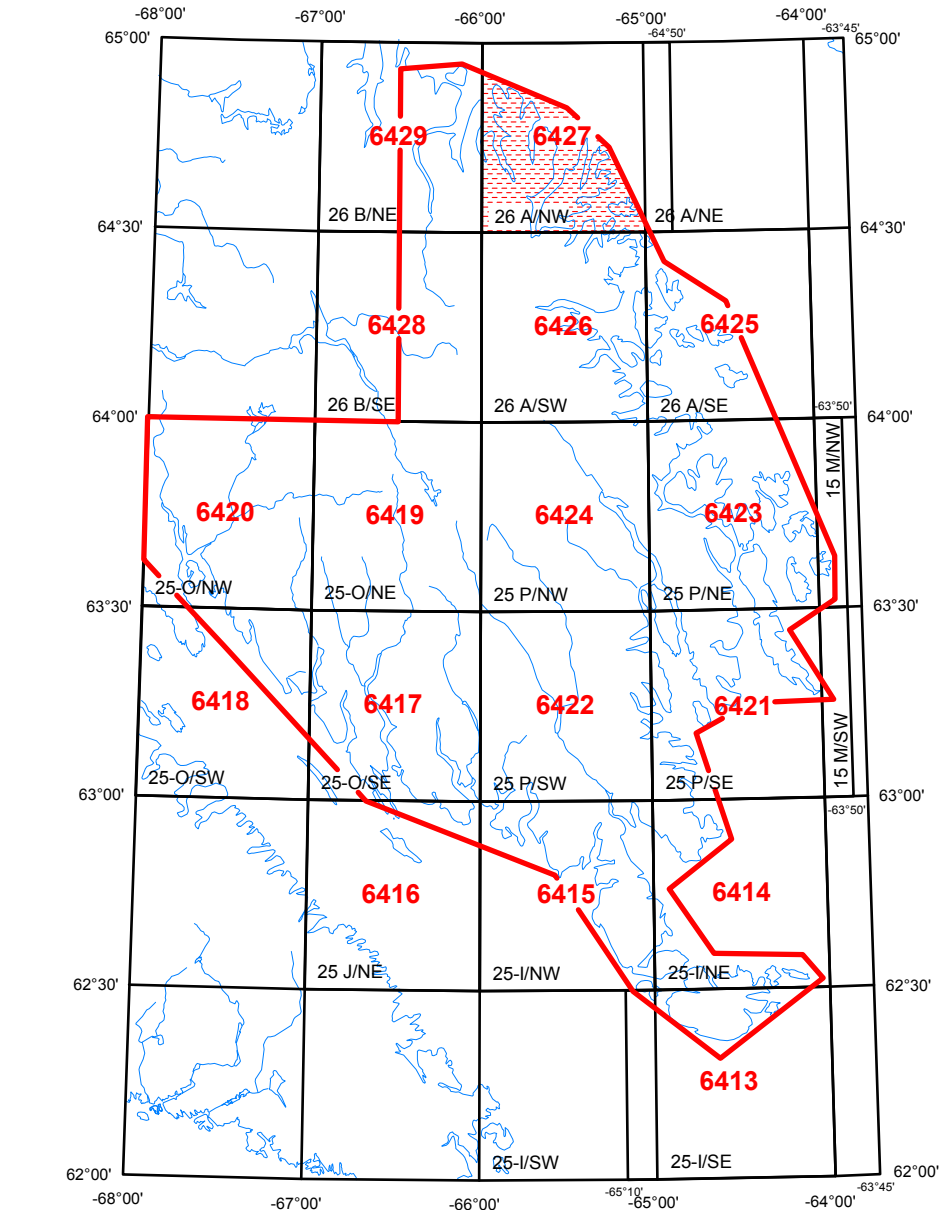 -68°00' -67°00' -66°00' -65°00' -64°00'
-64°50' -63°45'
65°00' 65°00'
6429 6427
26 B/NE 26 A/NW 26 A/NE
64°30' 64°30'
6428 6426 6425
26 B/SE 26 A/SW 26 A/SE -63°50'
64°00' 64°00'
15 M/NW
6420 6419 6424 6423
25-O/NW 25-O/NE 25 P/NW 25 P/NE
63°30' 63°30'
6418 6417 6422 6421
15 M/SW
25-O/SW 25-O/SE 25 P/SW 25 P/SE
63°00' 63°00'
-63°50'
6416 6415 6414
25 J/NE 25-I/NW 25-I/NE
62°30' 62°30'
6413
25-I/SW 25-I/SE
62°00' 62°00'
-65°10' -63°45'
-68°00' -67°00' -66°00' -65°00' -64°00'